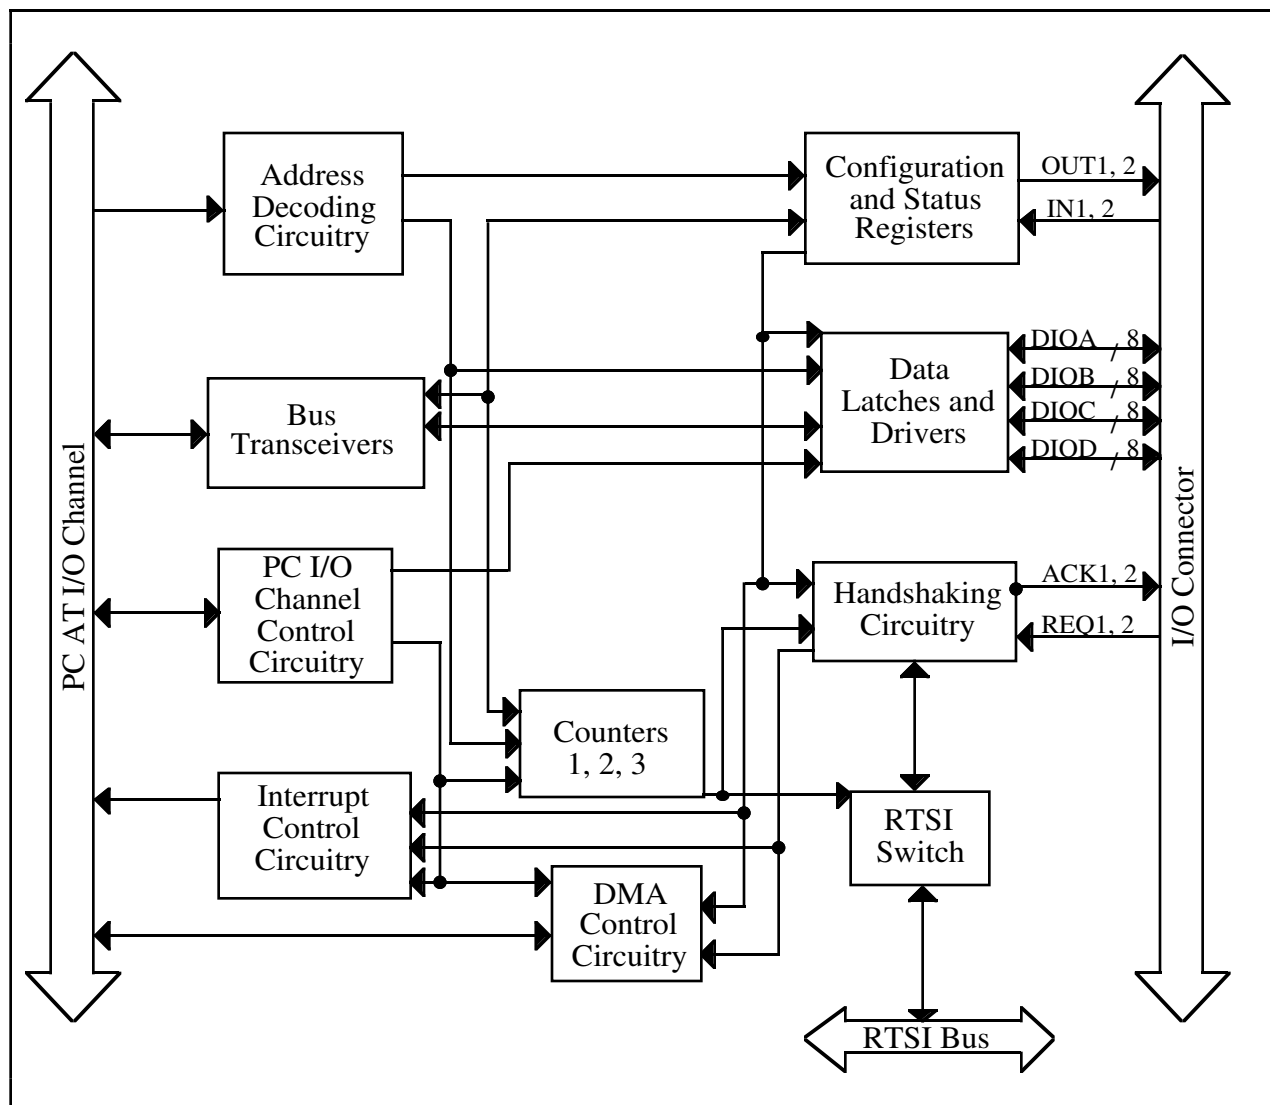 PC AT I/O Channel
Address
Decoding
Circuitry
Bus
Transceivers
PC I/O
Channel
Control
Circuitry
Interrupt
Control
Circuitry
Counters
1, 2, 3
DMA
Control
Circuitry
Configuration
and Status
Registers
Data
Latches and
Drivers
Handshaking
Circuitry
RTSI
Switch
RTSI Bus
OUT1, 2
IN1, 2
DIOA / 8
DIOB / 8
DIOC / 8
DIOD / 8
ACK1, 2
REQ1, 2
I/O Connector